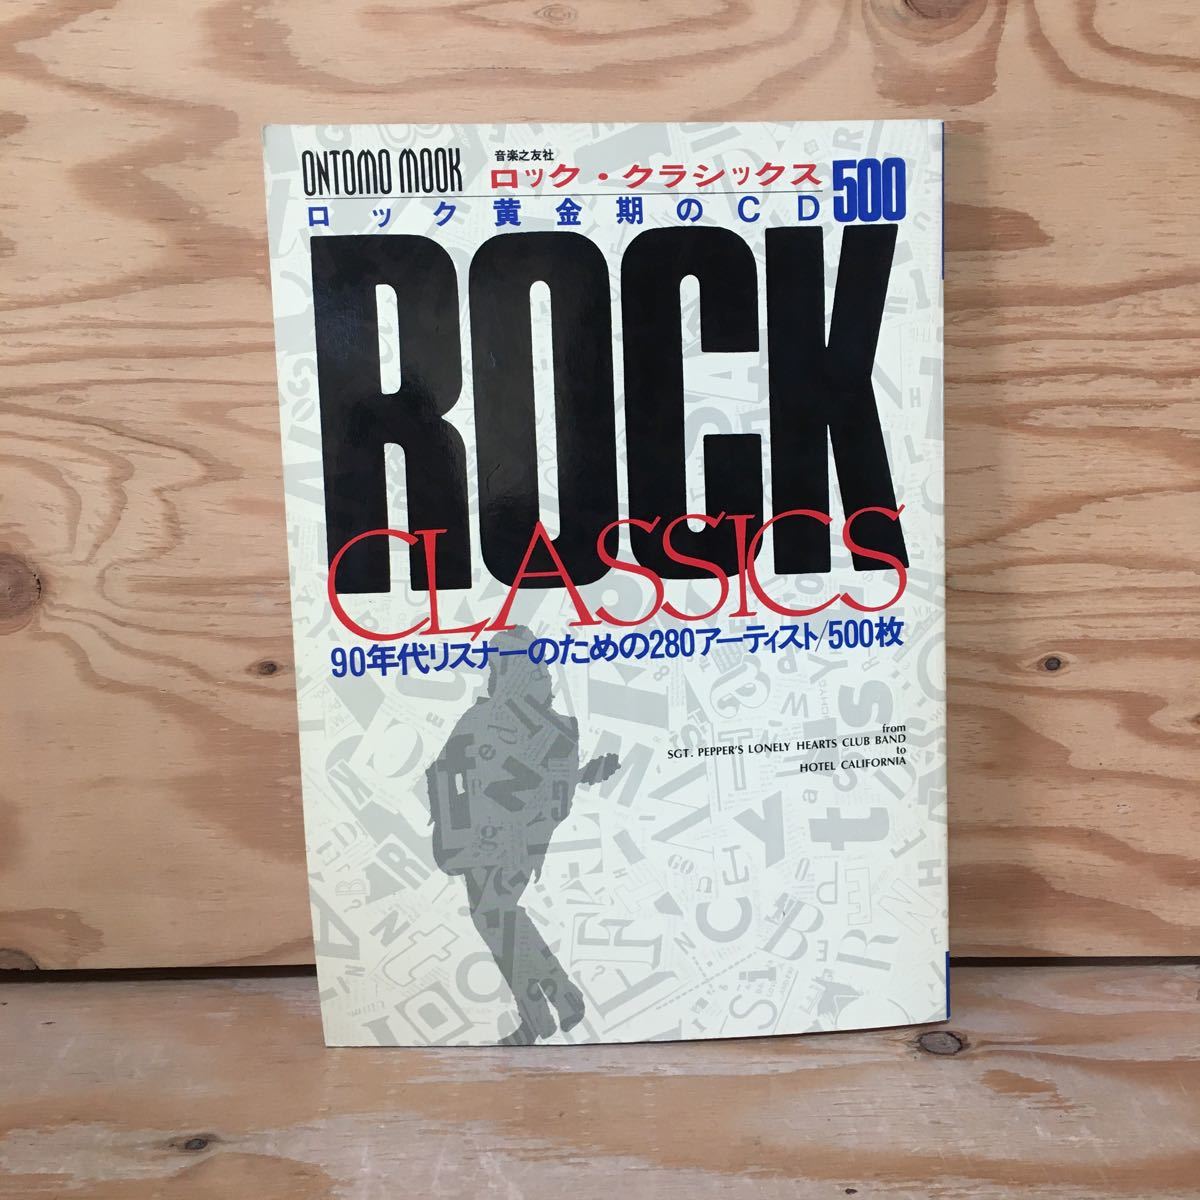 ONTOMO MOOK
音楽之友社
ロック・クラシックス
ロック黄金期のCD500
ROCK
CLASSICS
90年代リスナーのための280アーティスト/500枚
from
SGT. PEPPER'S LONELY HEARTS CLUB BAND
to
HOTEL CALIFORNIA